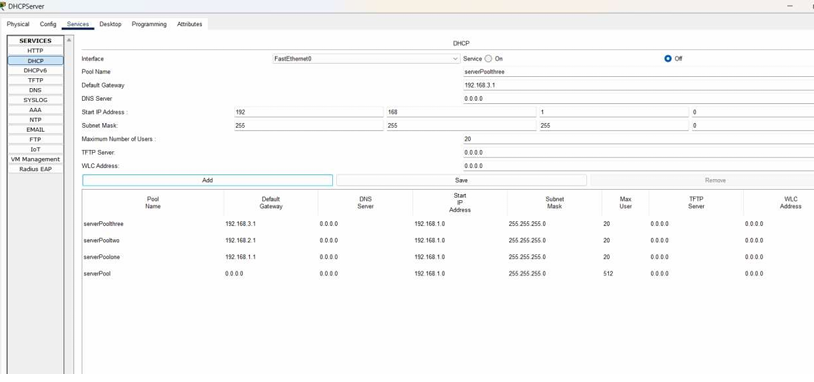 DHCPServer
Physical Config Services Desktop Programming Attributes
SERVICES
HTTP
DHCP
DHCPv6
TFTP
DNS
SYSLOG
AAA
NTP
EMAIL
FTP
IoT
VM Management
Radius EAP
DHCP
Interface FastEthernet0 Service On Off
Pool Name serverPoolthree
Default Gateway 192.168.3.1
DNS Server 0.0.0.0
Start IP Address : 192 168 1 0
Subnet Mask: 255 255 255 0
Maximum Number of Users : 20
TFTP Server: 0.0.0.0
WLC Address: 0.0.0.0
Add Save Remove
Pool Name Default Gateway DNS Server Start IP Address Subnet Mask Max User TFTP Server WLC Address
serverPoolthree 192.168.3.1 0.0.0.0 192.168.1.0 255.255.255.0 20 0.0.0.0 0.0.0.0
serverPooltwo 192.168.2.1 0.0.0.0 192.168.1.0 255.255.255.0 20 0.0.0.0 0.0.0.0
serverPoolone 192.168.1.1 0.0.0.0 192.168.1.0 255.255.255.0 20 0.0.0.0 0.0.0.0
serverPool 0.0.0.0 0.0.0.0 192.168.1.0 255.255.255.0 512 0.0.0.0 0.0.0.0